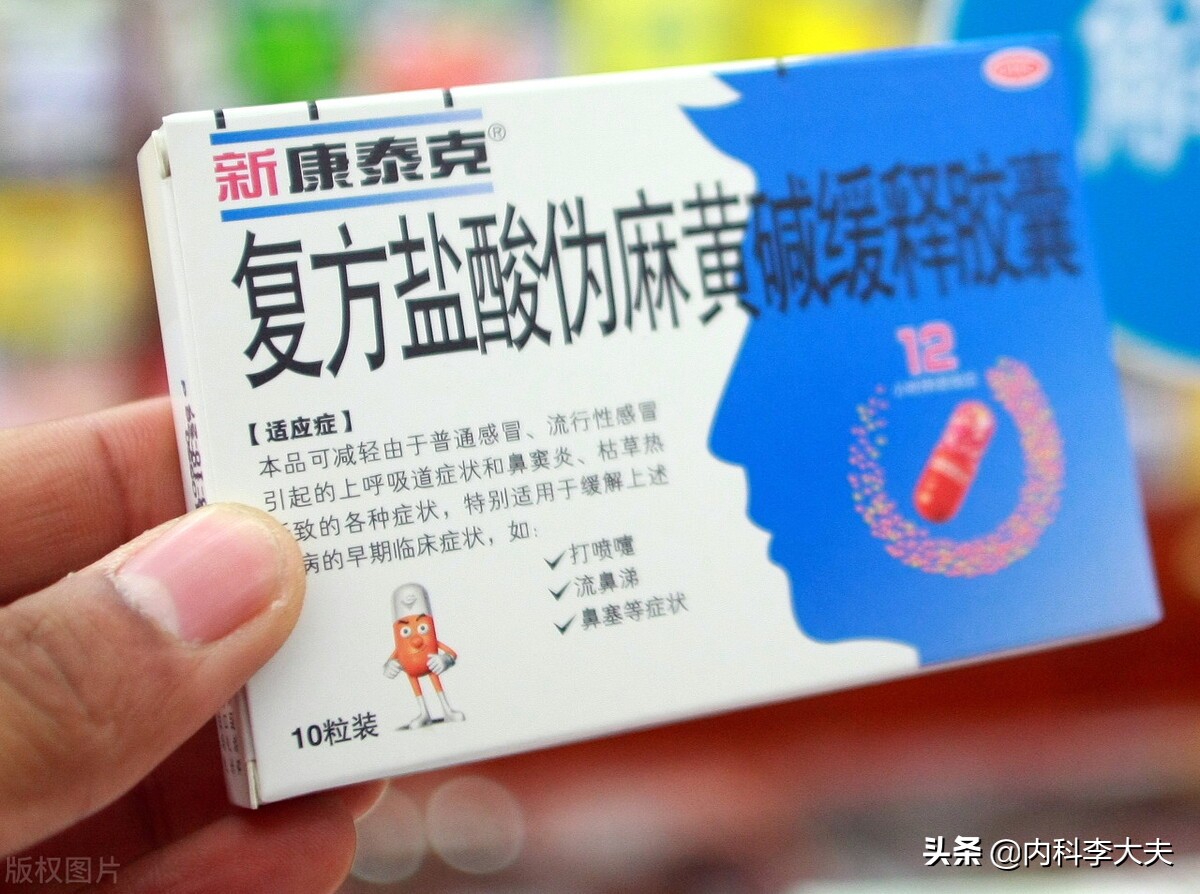 新康泰克®
复方盐酸伪麻黄碱缓释胶囊
12
【适应症】
本品可减轻由于普通感冒、流行性感冒
引起的上呼吸道症状和鼻窦炎、枯草热
致的各种症状，特别适用于缓解上述
病的早期临床症状，如：
打喷嚏
流鼻涕
鼻塞等症状
10粒装
版权图片
头条 @内科李大夫